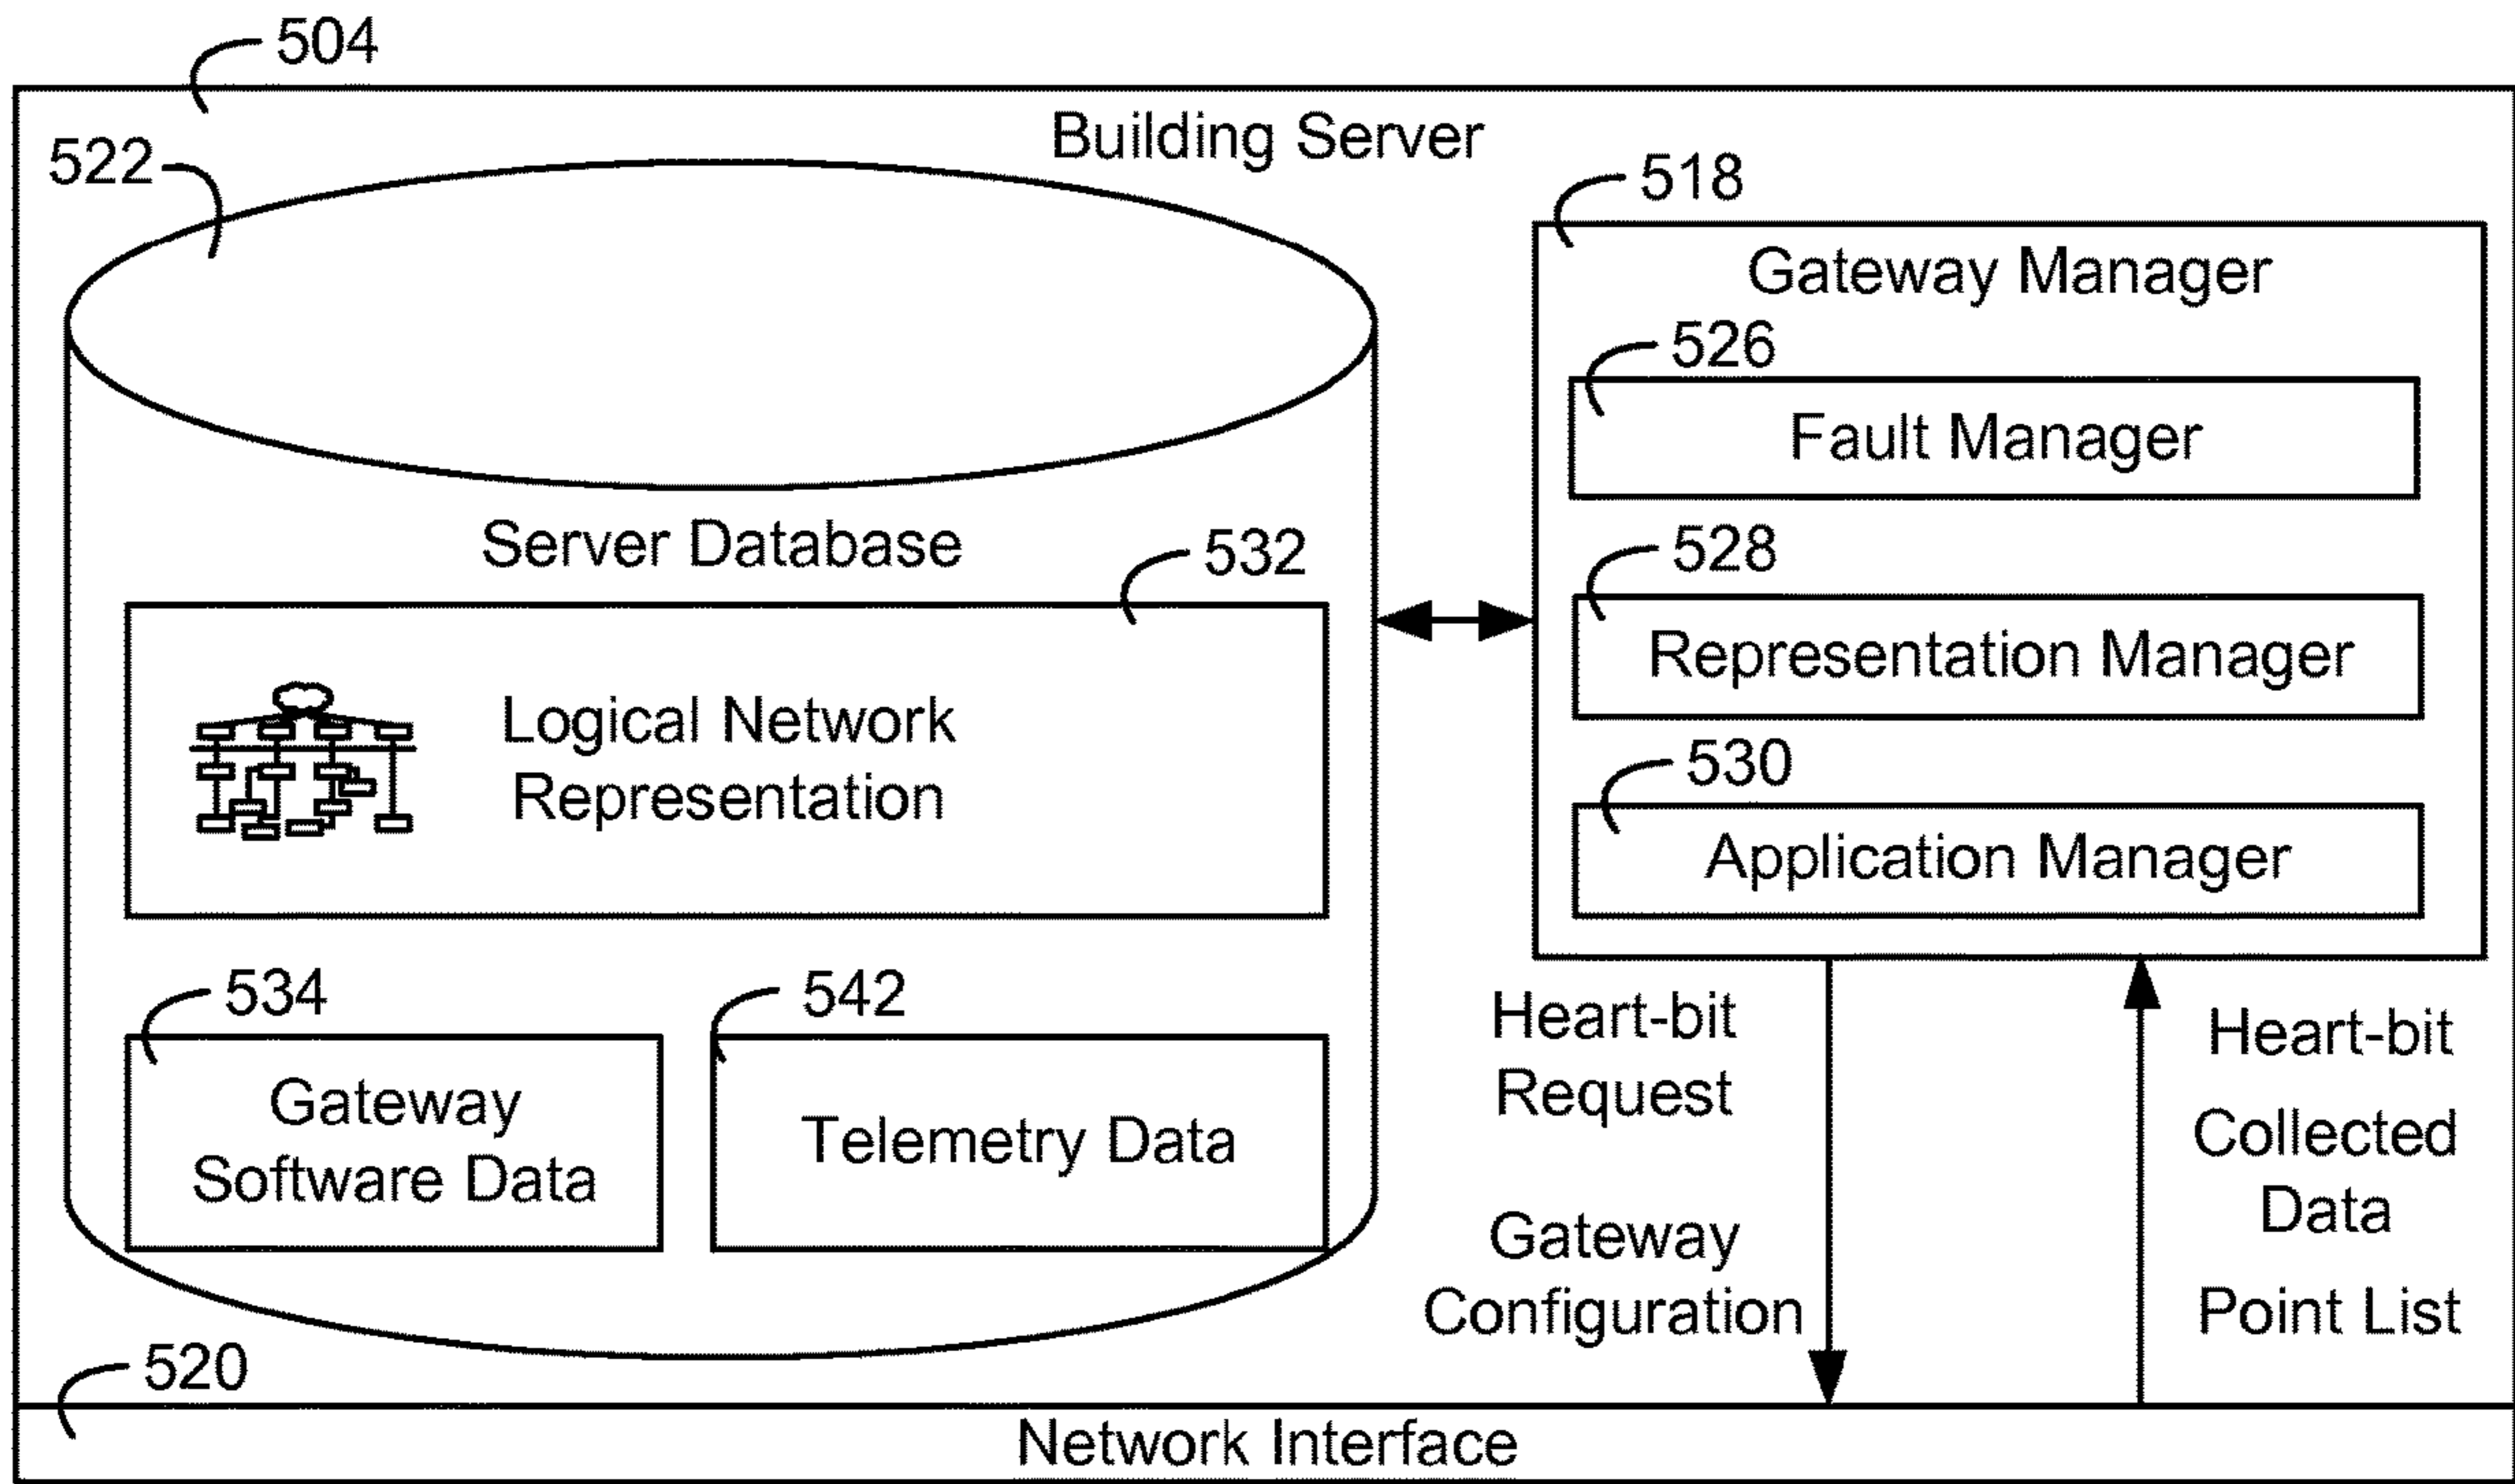 504
Building Server
522
518
Gateway Manager
526
Fault Manager
Server Database
532
528
Representation Manager
Logical Network
Representation
530
Application Manager
534
542
Gateway
Software Data
Telemetry Data
Heart-bit
Request
Gateway
Configuration
Heart-bit
Collected
Data
Point List
520
Network Interface